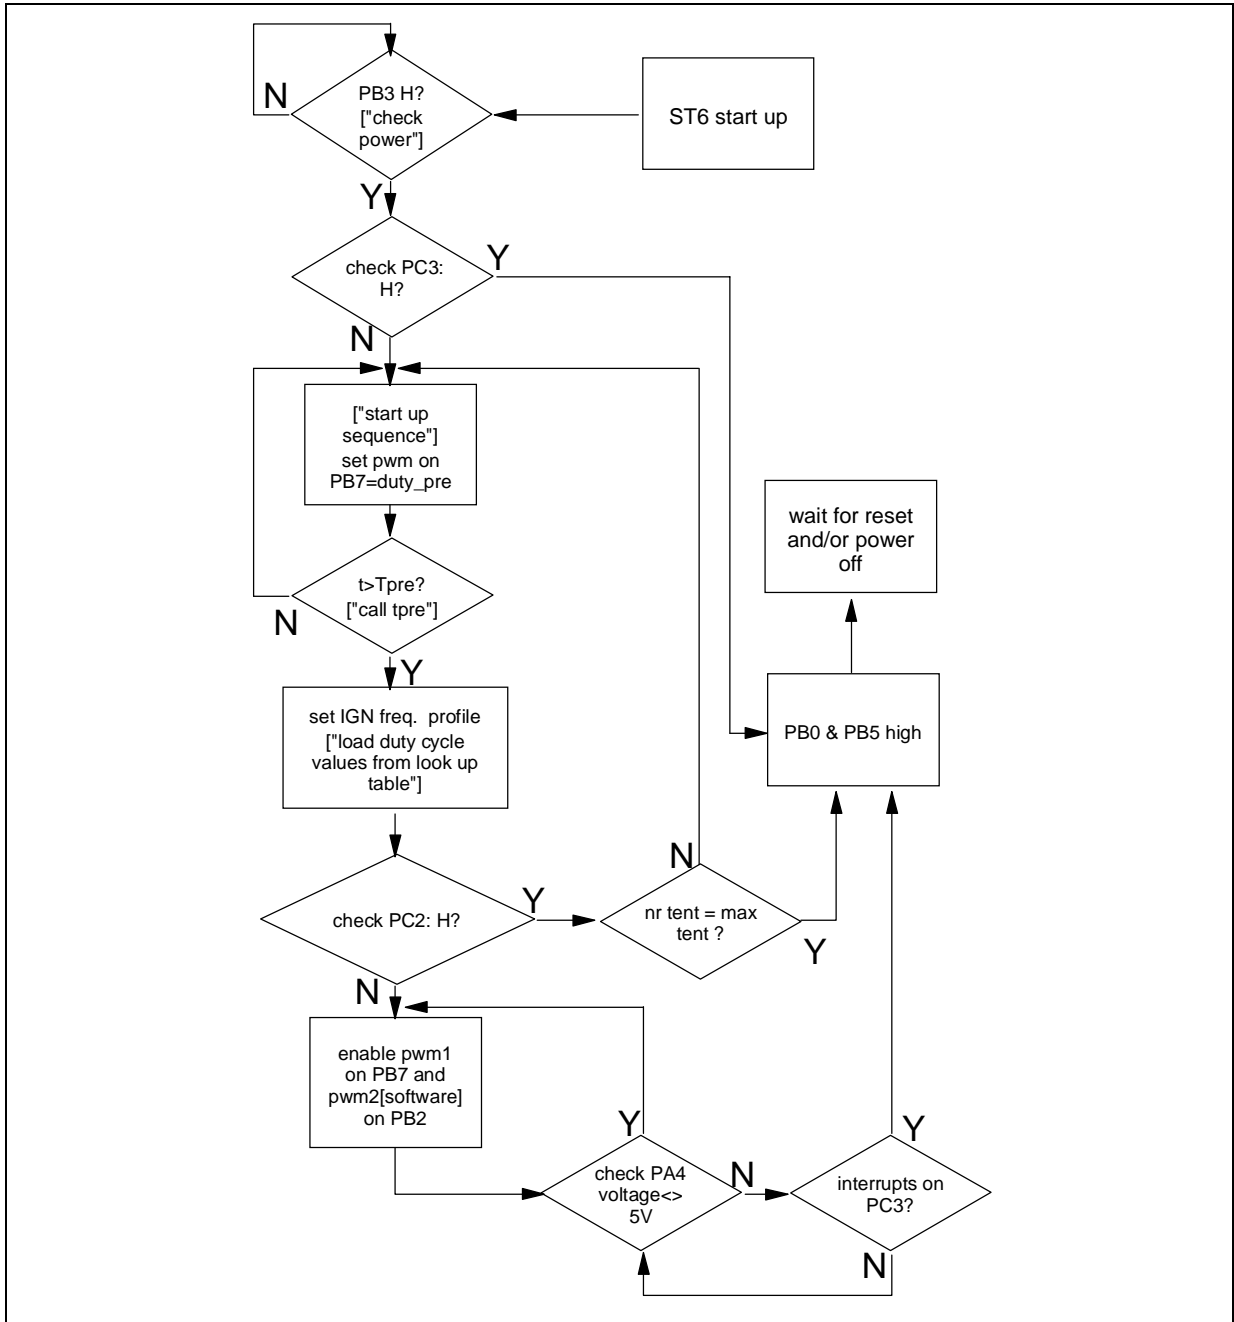 PB3 H?
["check
power"]
N
ST6 start up
Y
check PC3:
H?
Y
N
["start up
sequence"]
set pwm on
PB7=duty_pre
wait for reset
and/or power
off
t>Tpre?
["call tpre"]
N
Y
set IGN freq. profile
["load duty cycle
values from look up
table"]
PB0 & PB5 high
check PC2: H?
Y
N
nr tent = max
tent ?
Y
N
enable pwm1
on PB7 and
pwm2[software]
on PB2
Y
check PA4
voltage<>
5V
N
Y
interrupts on
PC3?
N